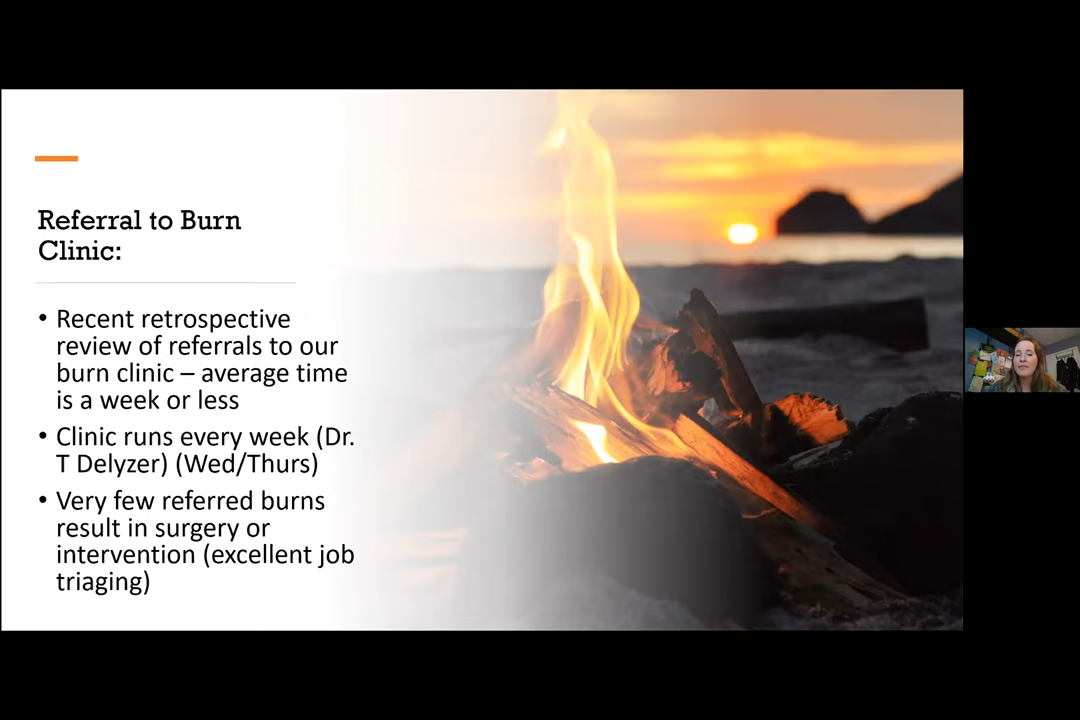 Referral to Burn
Clinic:
• Recent retrospective
review of referrals to our
burn clinic – average time
is a week or less
• Clinic runs every week (Dr.
T Delyzer) (Wed/Thurs)
• Very few referred burns
result in surgery or
intervention (excellent job
triaging)